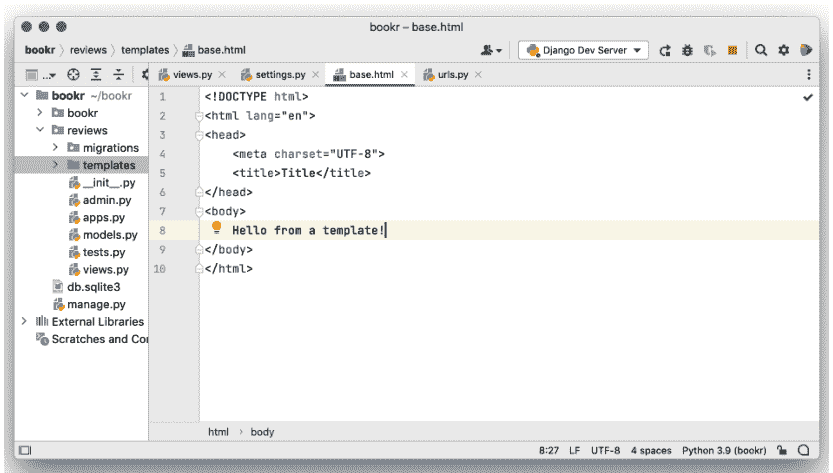 bookr – base.html
bookr 〉 reviews 〉 templates 〉 base.html
Django Dev Server
views.py × settings.py × base.html × urls.py ×
bookr ~/bookr
bookr
reviews
migrations
templates
__init__.py
admin.py
apps.py
models.py
tests.py
views.py
db.sqlite3
manage.py
External Libraries
Scratches and Co
1 <!DOCTYPE html>
2 <html lang="en">
3 <head>
4 <meta charset="UTF-8">
5 <title>Title</title>
6 </head>
7 <body>
8 Hello from a template!
9 </body>
10 </html>
html › body
8:27 LF UTF-8 4 spaces Python 3.9 (bookr)